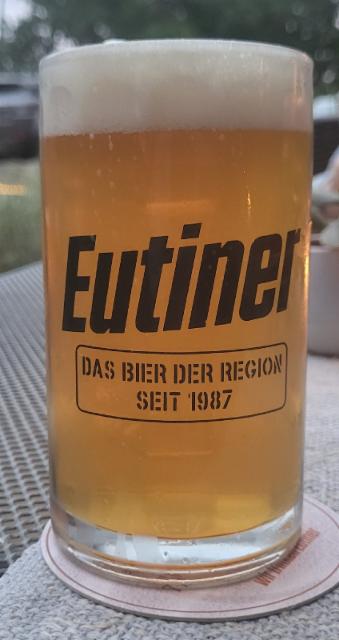 Eutiner
DAS BIER DER REGION
SEIT 1987